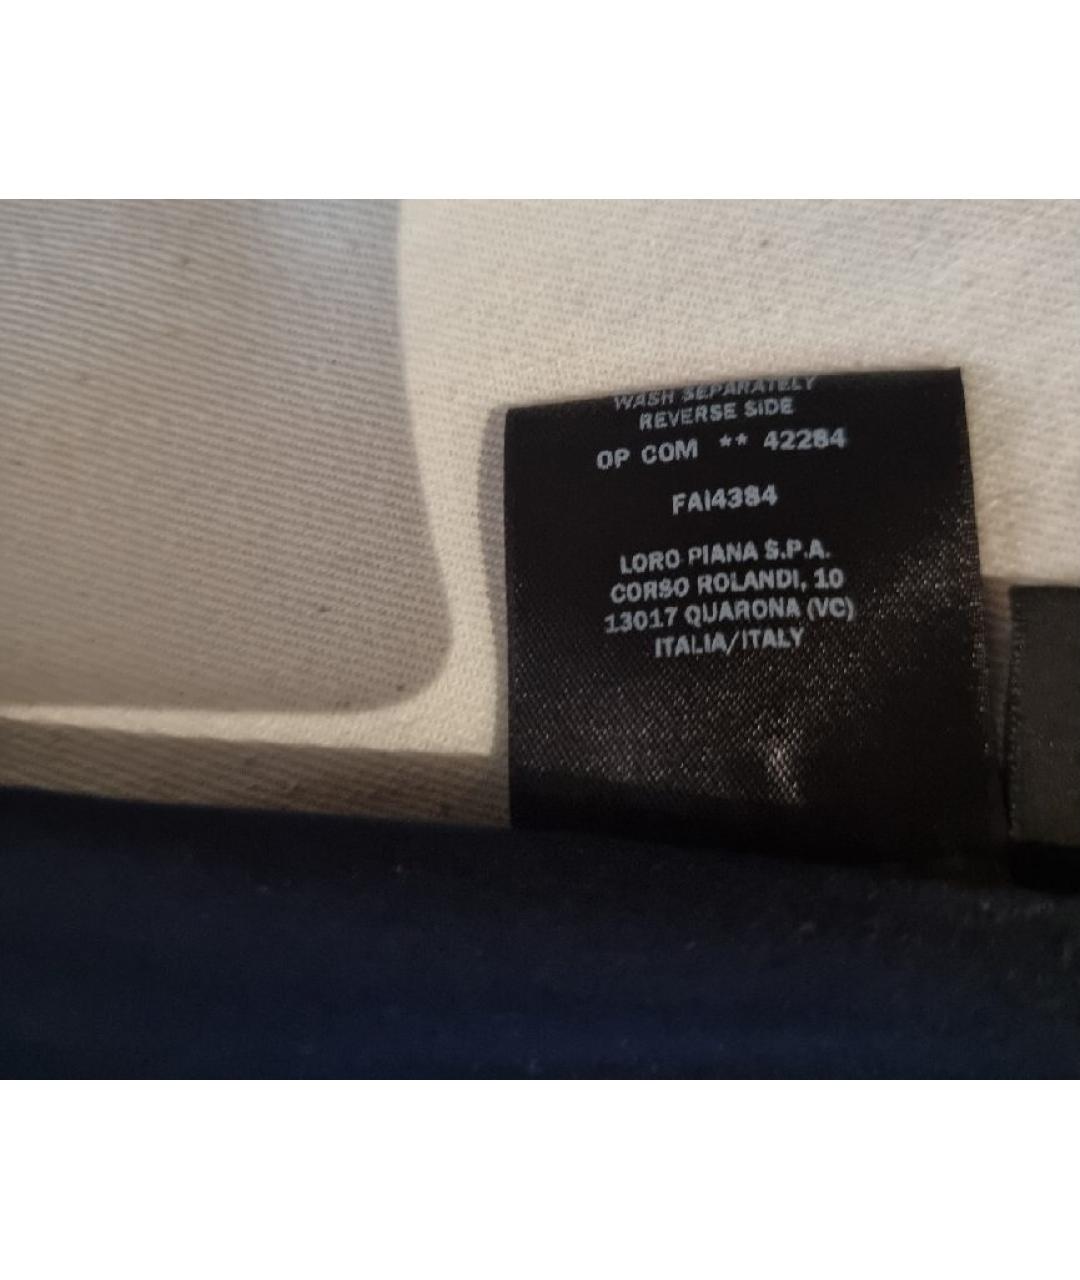 WASH SEPARATELY
REVERSE SIDE
OP COM ** 42284
FAI4384
LORO PIANA S.P.A.
CORSO ROLANDI, 10
13017 QUARONA (VC)
ITALIA/ITALY